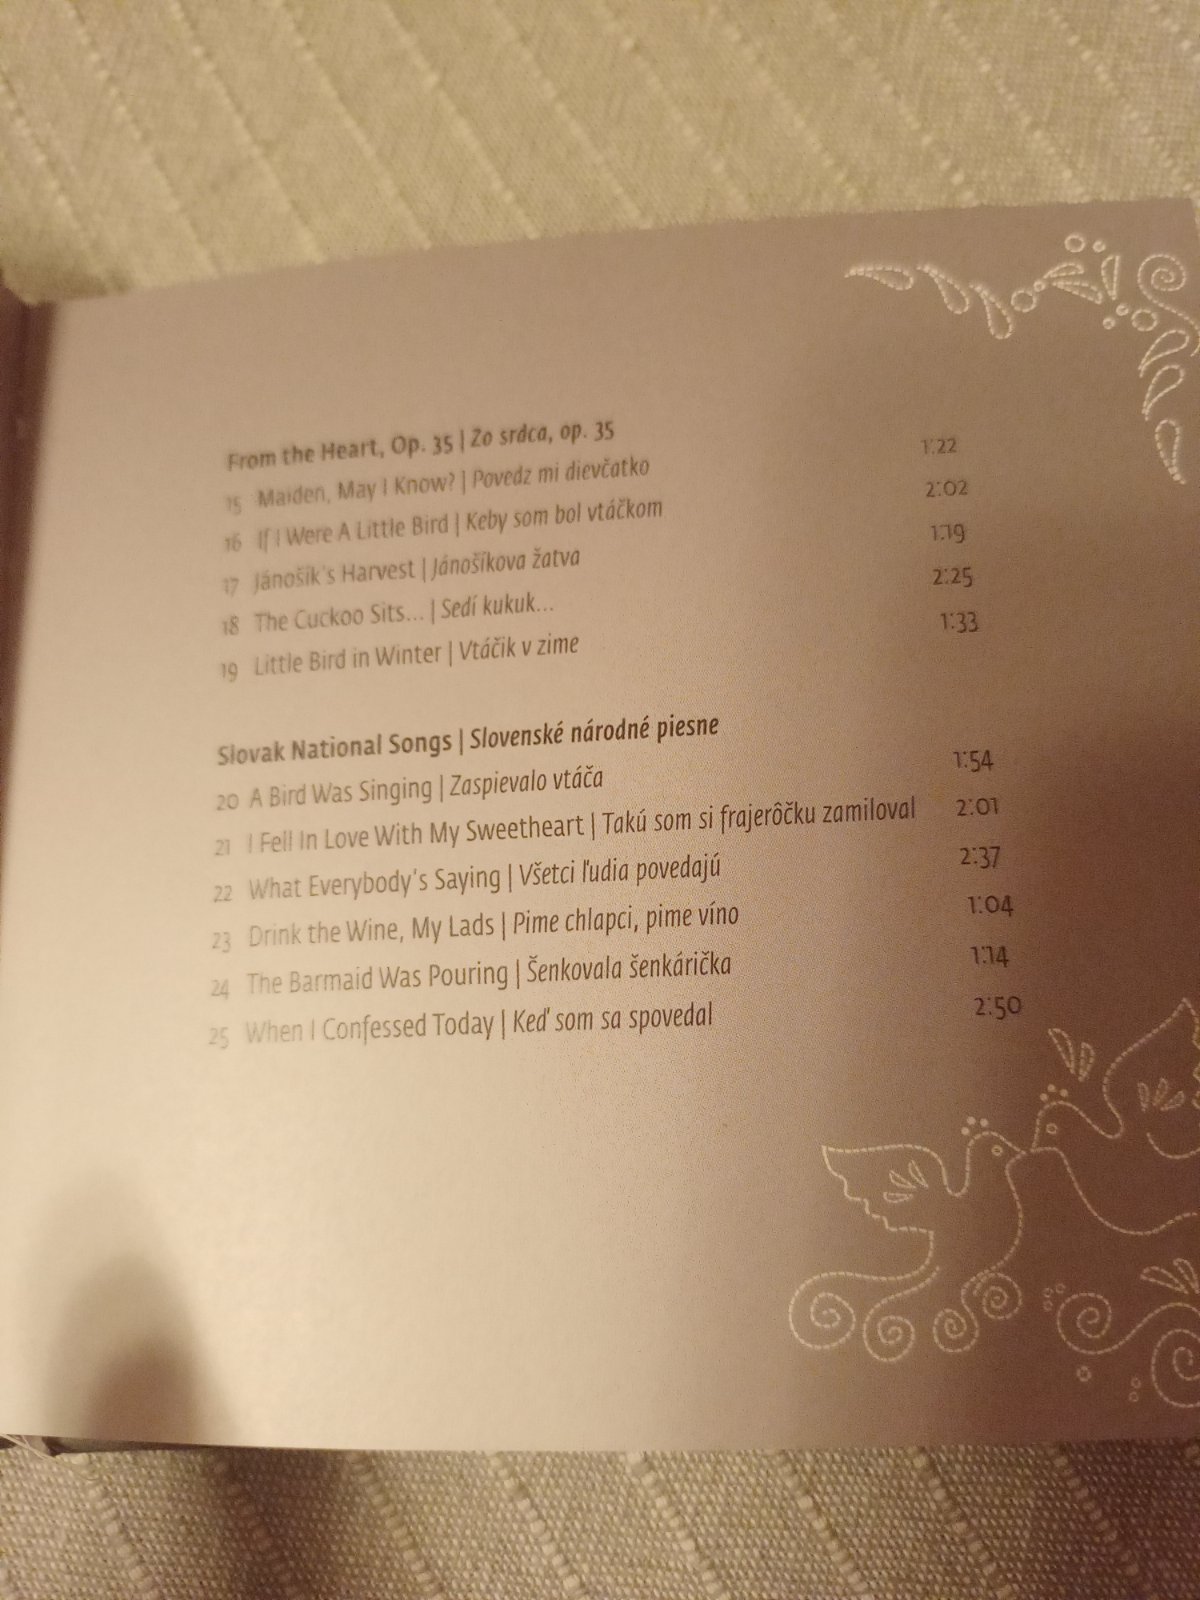 From the Heart, Op. 35 | Zo srdca, op. 35
15 Maiden, May I Know? | Povedz mi dievčatko 1:22
16 If I Were A Little Bird | Keby som bol vtáčkom 2:02
17 Jánošík's Harvest | Jánošíkova žatva 1:19
18 The Cuckoo Sits... | Sedí kukuk... 2:25
19 Little Bird in Winter | Vtáčik v zime 1:33
Slovak National Songs | Slovenské národné piesne
20 A Bird Was Singing | Zaspievalo vtáča 1:54
21 I Fell In Love With My Sweetheart | Takú som si frajerôčku zamiloval 2:01
22 What Everybody's Saying | Všetci ľudia povedajú 2:37
23 Drink the Wine, My Lads | Pime chlapci, pime víno 1:04
24 The Barmaid Was Pouring | Šenkovala šenkárička 1:14
25 When I Confessed Today | Keď som sa spovedal 2:50